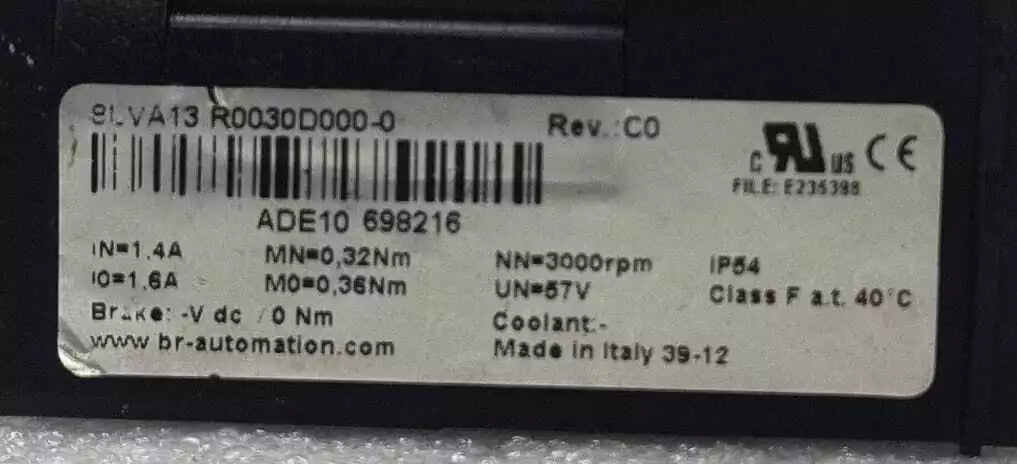 8LVA13 R0030D000-0 Rev.:C0
c RU US CE
FILE: E235398
ADE10 698216
IN=1,4A MN=0,32Nm NN=3000rpm IP54
I0=1,6A M0=0,36Nm UN=57V Class F a.t. 40°C
Brake: -V dc / 0 Nm Coolant:-
www.br-automation.com Made in Italy 39-12